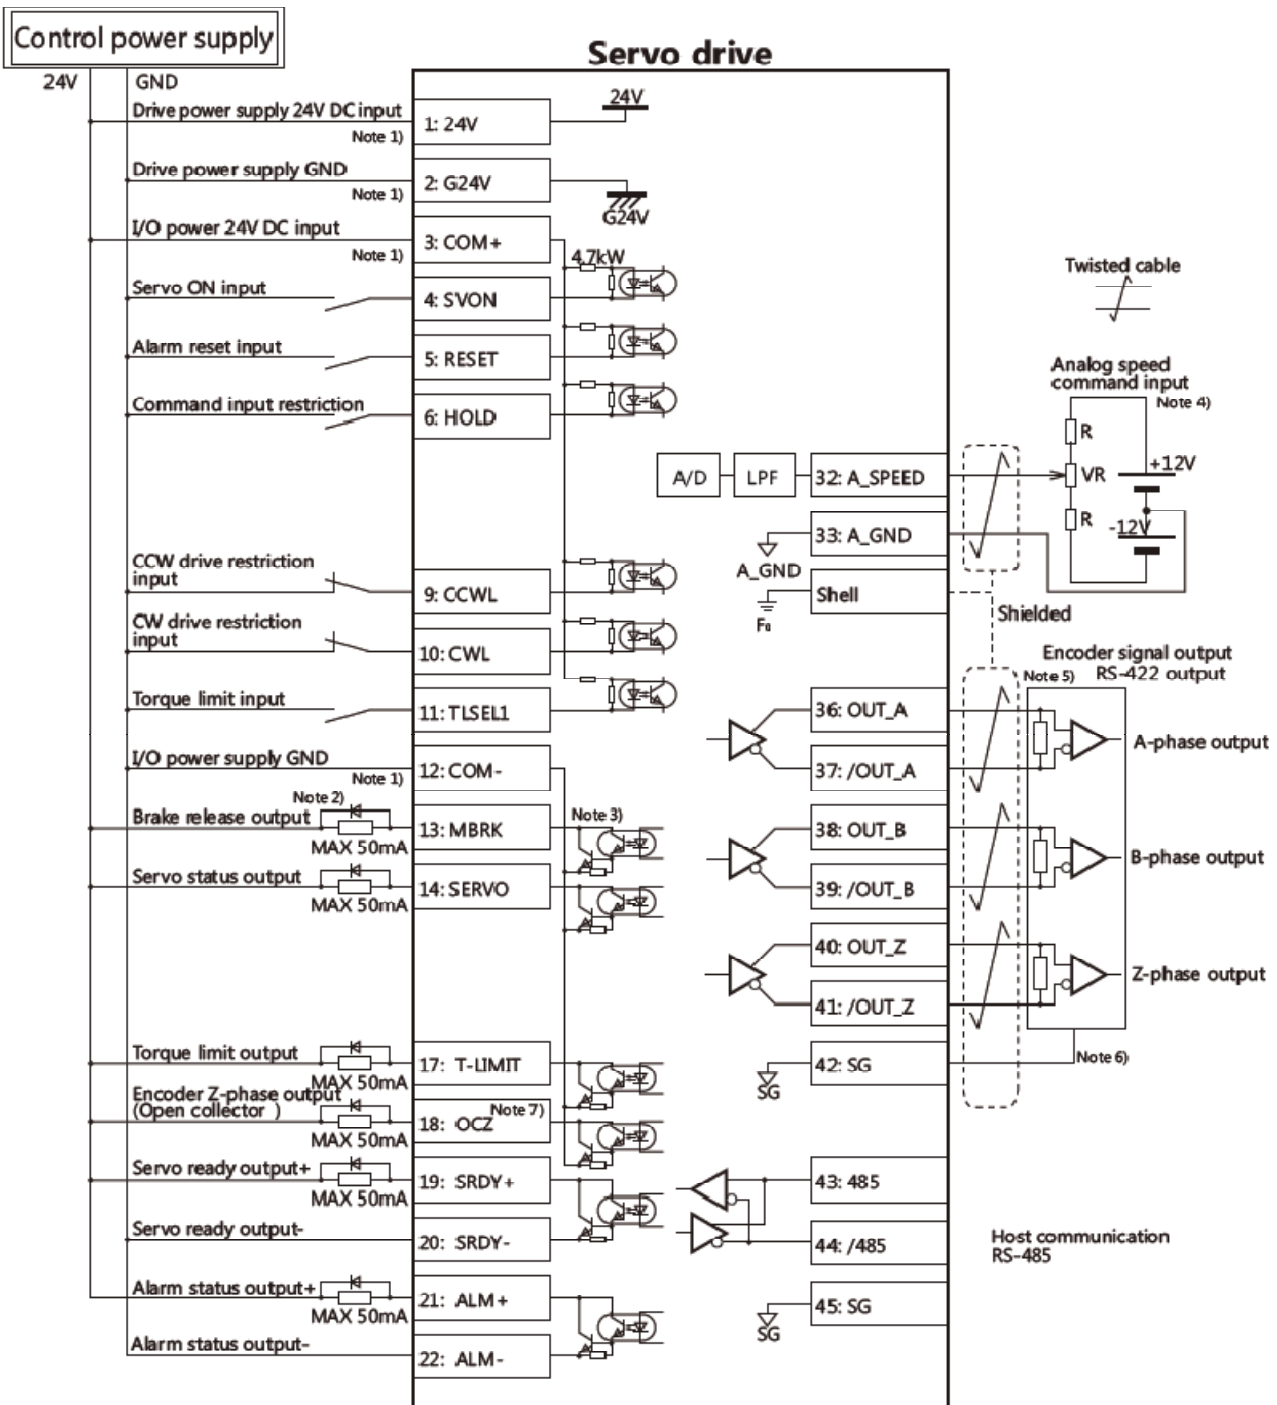 Control power supply
Servo drive
24V
GND
Drive power supply 24V DC input
Note 1)
1: 24V
24V
Drive power supply GND
Note 1)
2: G24V
G24V
I/O power 24V DC input
Note 1)
3: COM+
4.7kW
Servo ON input
4: SVON
Alarm reset input
5: RESET
Command input restriction
6: HOLD
Twisted cable
Analog speed
command input
Note 4)
R
VR
R
+12V
-12V
A/D
LPF
32: A_SPEED
33: A_GND
A_GND
Shell
Shielded
CCW drive restriction
input
9: CCWL
CW drive restriction
input
10: CWL
Torque limit input
11: TLSEL1
I/O power supply GND
Note 1)
12: COM-
Note 2)
Brake release output
MAX 50mA
13: MBRK
Note 3)
Servo status output
MAX 50mA
14: SERVO
Encoder signal output
RS-422 output
Note 5)
36: OUT_A
37: /OUT_A
A-phase output
38: OUT_B
39: /OUT_B
B-phase output
40: OUT_Z
41: /OUT_Z
Z-phase output
42: SG
SG
Note 6)
Torque limit output
MAX 50mA
17: T-LIMIT
Encoder Z-phase output
(Open collector )
MAX 50mA
18: OCZ
Note 7)
Servo ready output+
MAX 50mA
19: SRDY+
Servo ready output-
20: SRDY-
Alarm status output+
MAX 50mA
21: ALM+
Alarm status output-
22: ALM-
43: 485
44: /485
Host communication
RS-485
45: SG
SG